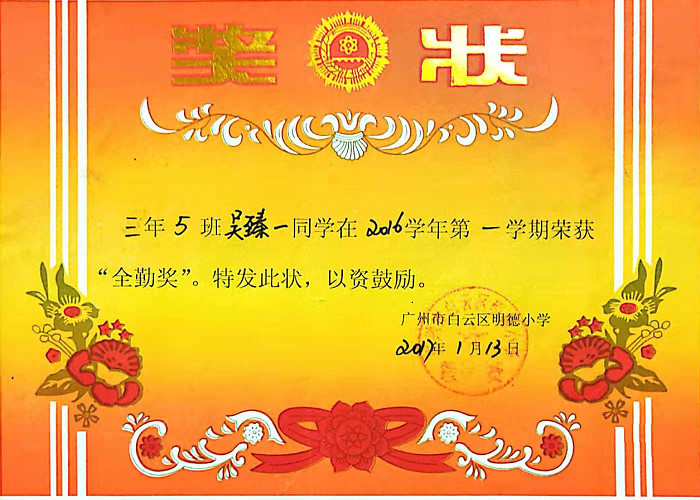 奖状
三年5班吴臻一同学在2016学年第一学期荣获
“全勤奖”。特发此状，以资鼓励。
广州市白云区明德小学
2017年1月13日